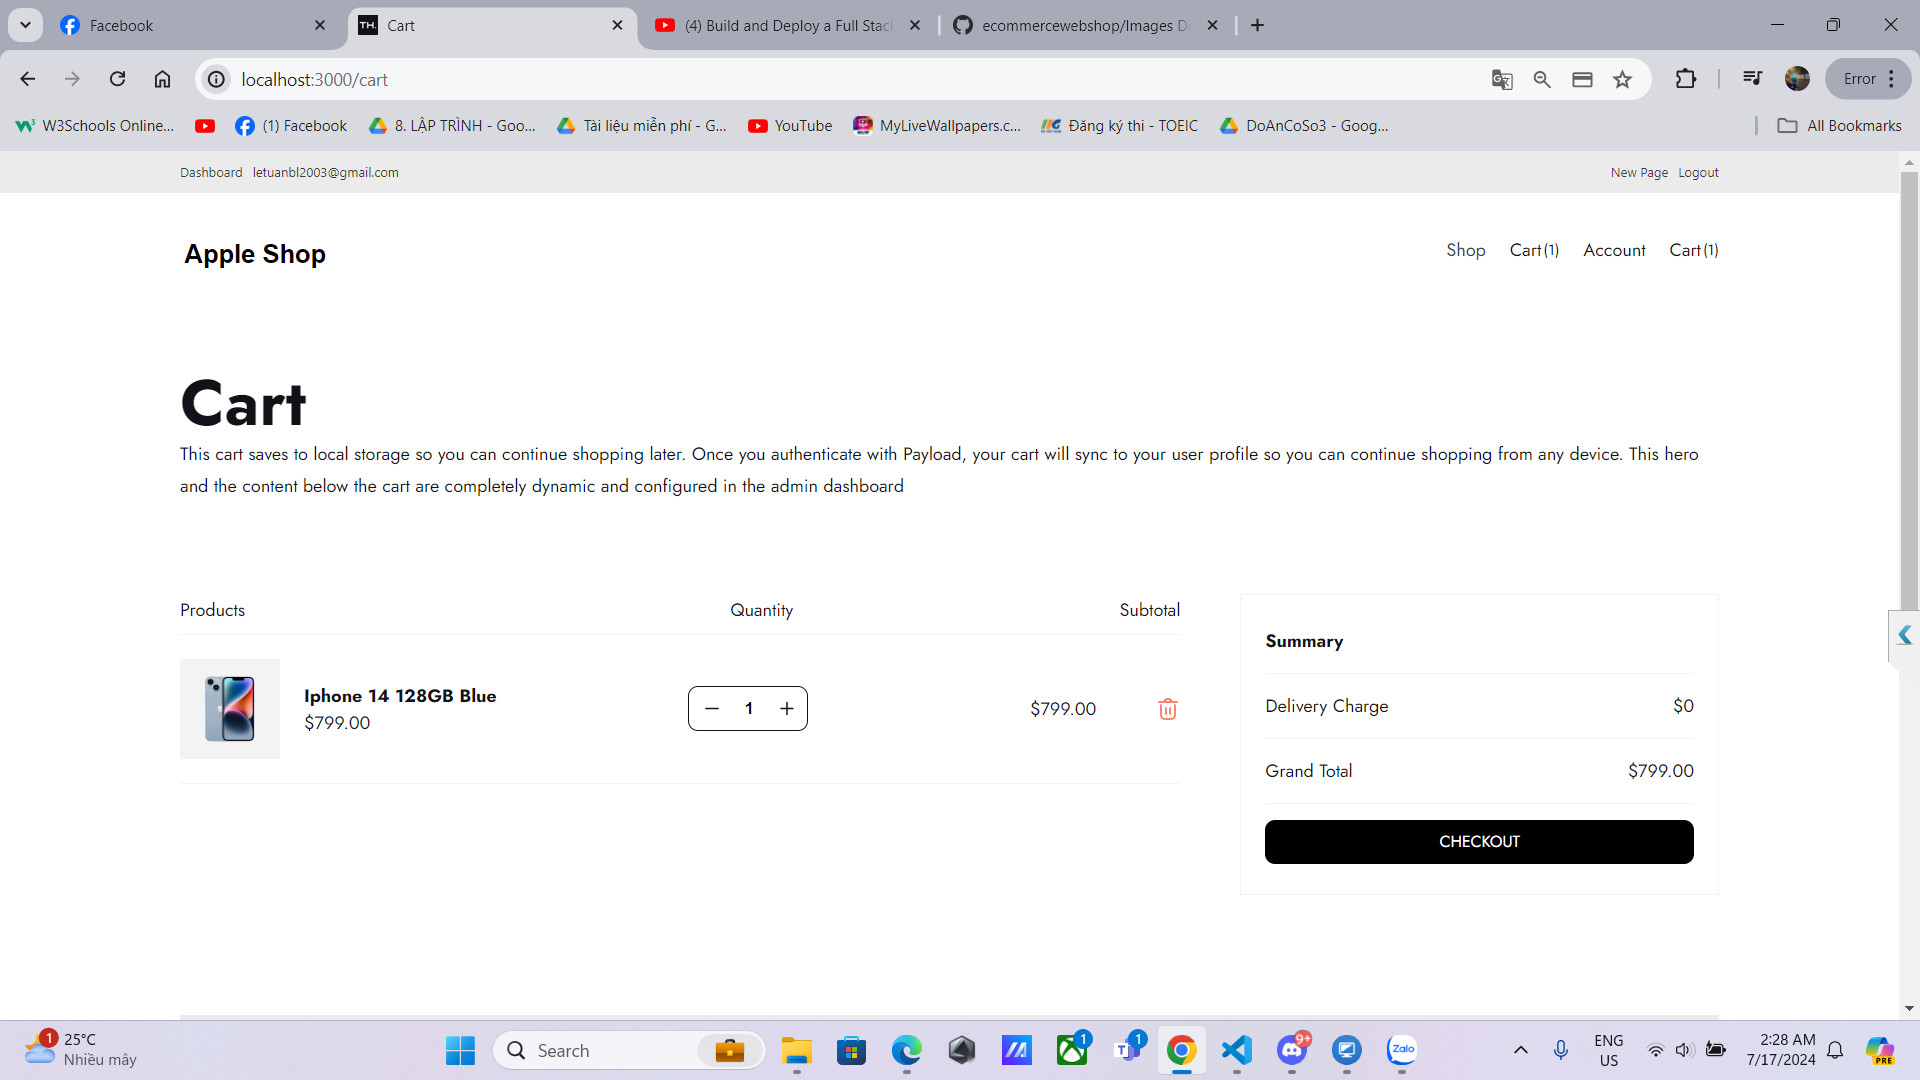 Facebook
TH. Cart
(4) Build and Deploy a Full Stac
ecommercewebshop/Images D
localhost:3000/cart
Error
W3Schools Online...
(1) Facebook
8. LẬP TRÌNH - Goo...
Tài liệu miễn phí - G...
YouTube
MyLiveWallpapers.c...
Đăng ký thi - TOEIC
DoAnCoSo3 - Goog...
All Bookmarks
Dashboard letuanbl2003@gmail.com
New Page Logout
Apple Shop
Shop Cart(1) Account Cart(1)
Cart
This cart saves to local storage so you can continue shopping later. Once you authenticate with Payload, your cart will sync to your user profile so you can continue shopping from any device. This hero
and the content below the cart are completely dynamic and configured in the admin dashboard
Products Quantity Subtotal
Iphone 14 128GB Blue
$799.00
1
$799.00
Summary
Delivery Charge $0
Grand Total $799.00
CHECKOUT
1
25°C
Nhiều mây
Search
1
1
9+
Zalo
ENG
US
2:28 AM
7/17/2024
PRE